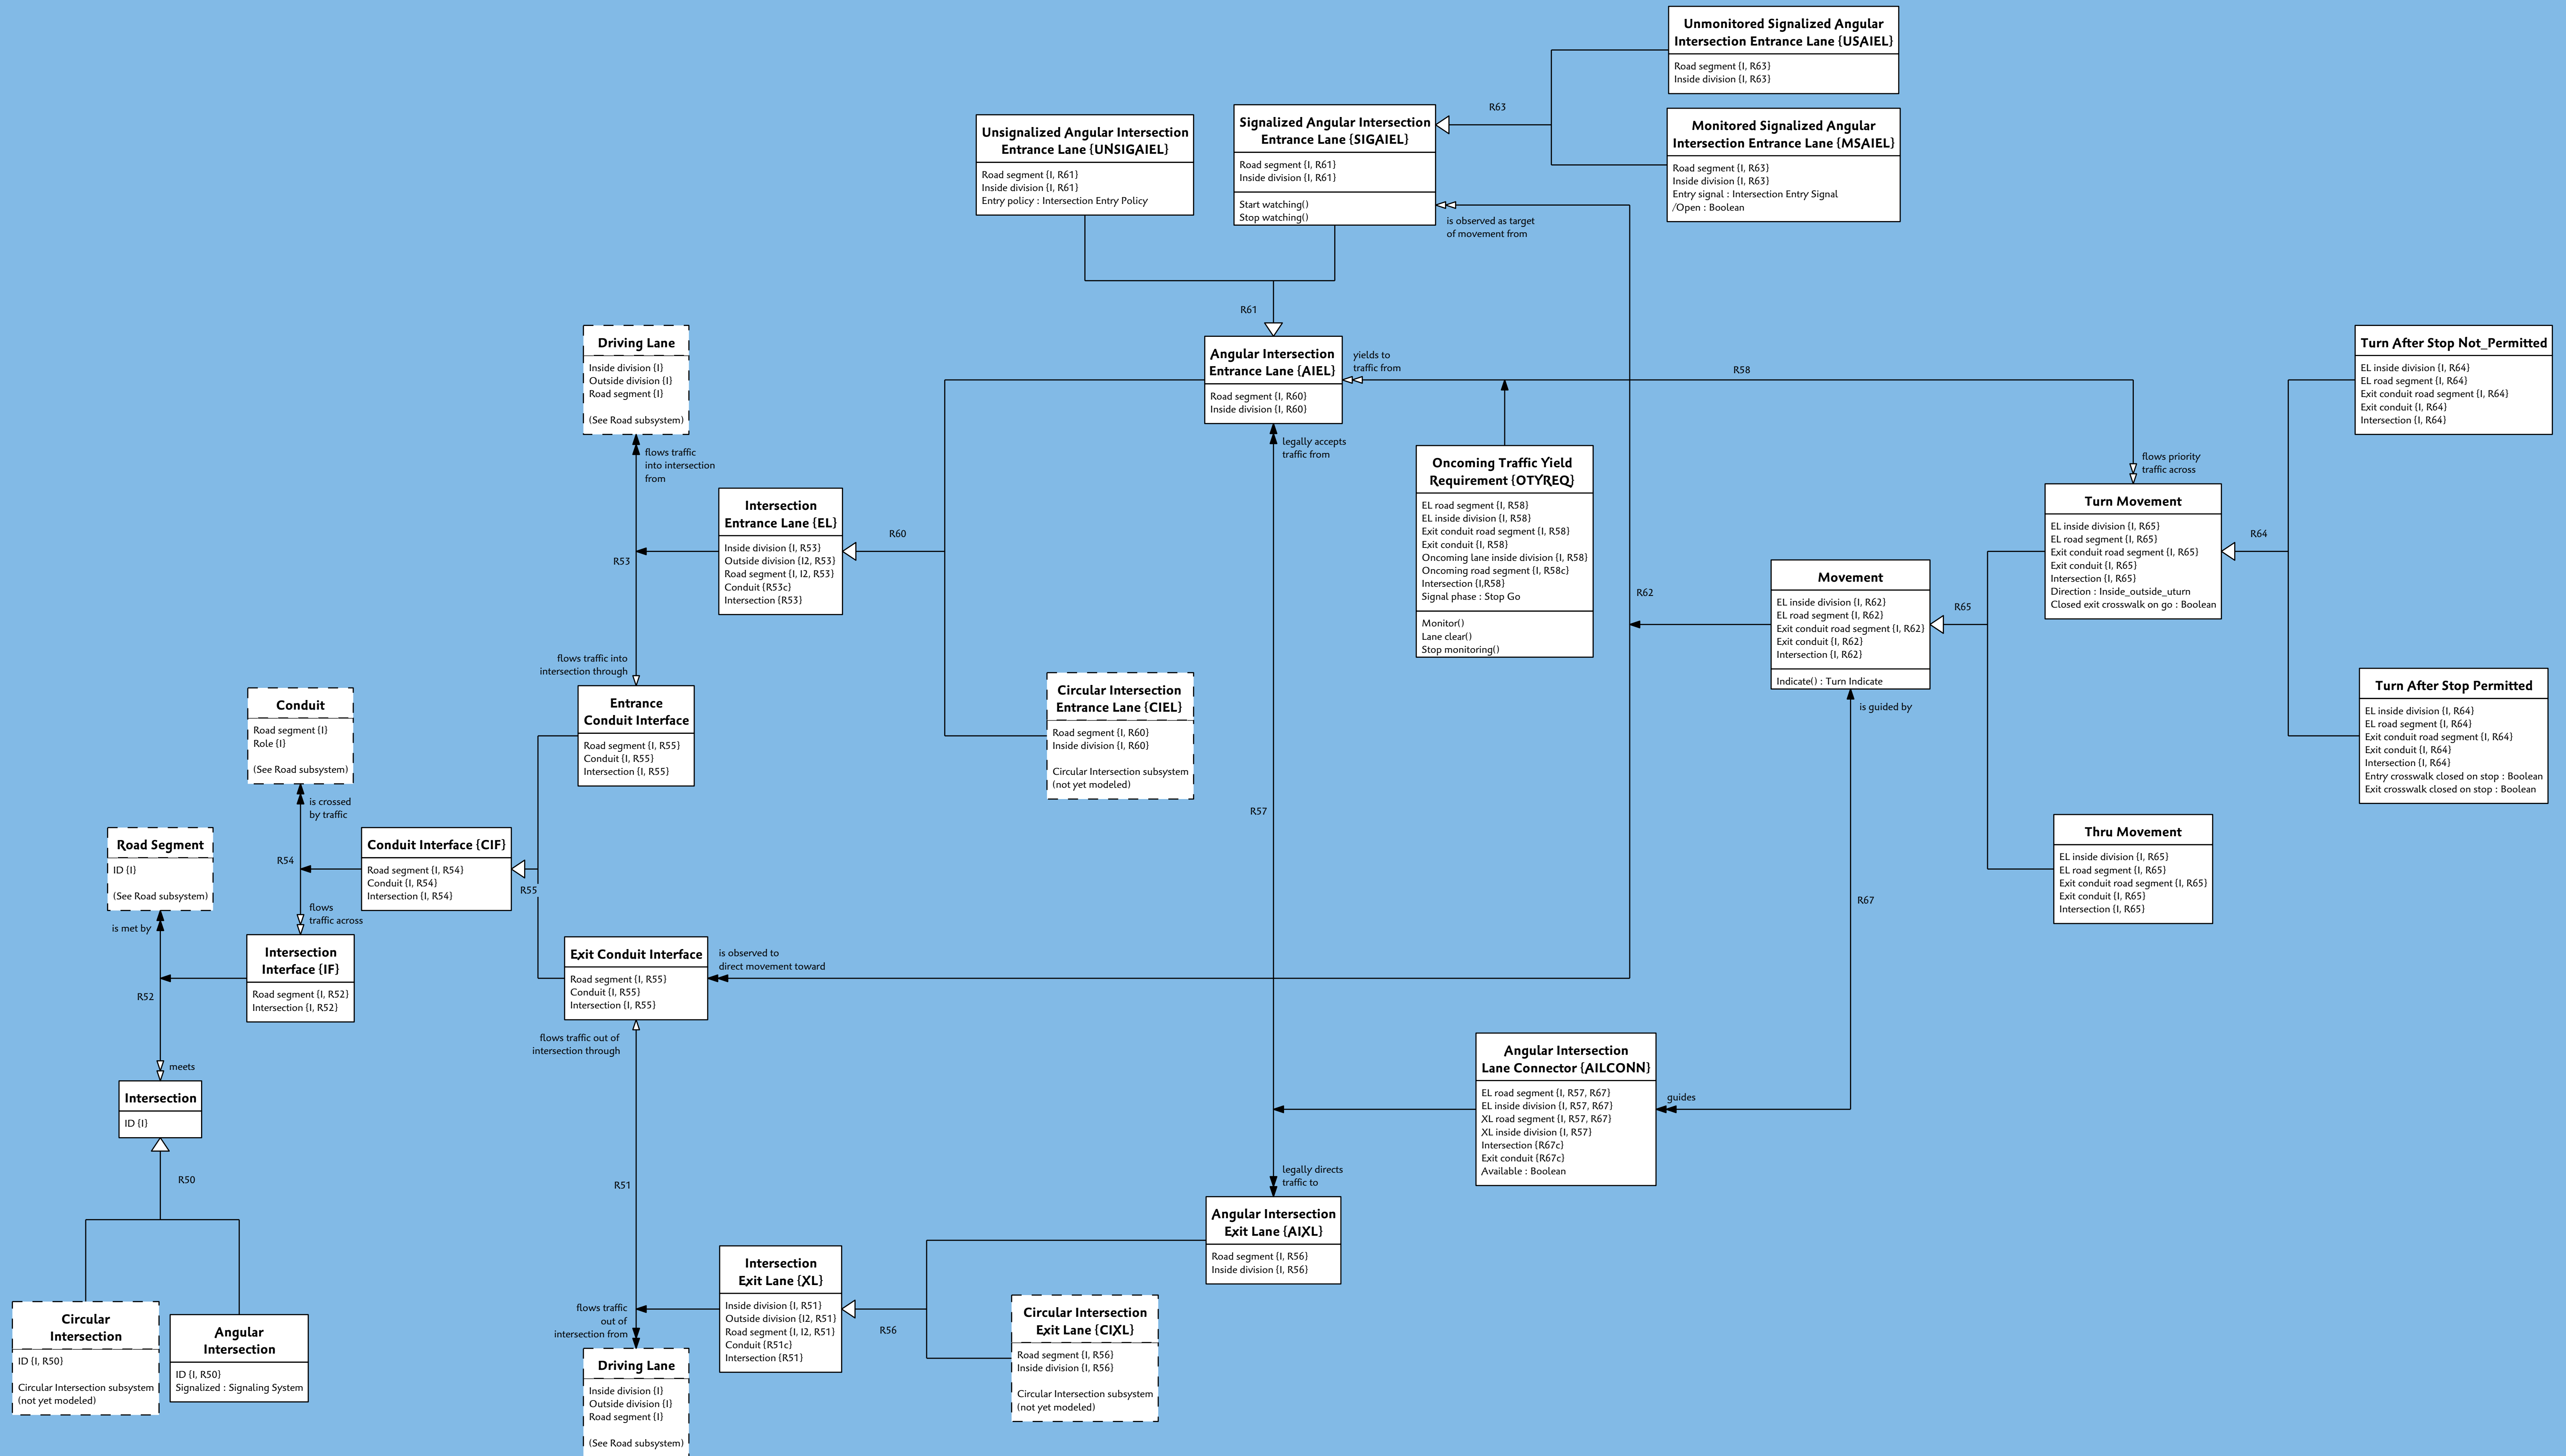 Unmonitored Signalized Angular
Intersection Entrance Lane {USAIEL}
Road segment {I, R63}
Inside division {I, R63}
R63
Monitored Signalized Angular
Intersection Entrance Lane {MSAIEL}
Road segment {I, R63}
Inside division {I, R63}
Entry signal : Intersection Entry Signal
/Open : Boolean
Unsignalized Angular Intersection
Entrance Lane {UNSIGAIEL}
Road segment {I, R61}
Inside division {I, R61}
Entry policy : Intersection Entry Policy
Signalized Angular Intersection
Entrance Lane {SIGAIEL}
Road segment {I, R61}
Inside division {I, R61}
Start watching()
Stop watching()
is observed as target
of movement from
R61
Driving Lane
Inside division {I}
Outside division {I}
Road segment {I}
(See Road subsystem)
flows traffic
into intersection
from
Angular Intersection
Entrance Lane {AIEL}
Road segment {I, R60}
Inside division {I, R60}
yields to
traffic from
R58
legally accepts
traffic from
Turn After Stop Not_Permitted
EL inside division {I, R64}
EL road segment {I, R64}
Exit conduit road segment {I, R64}
Exit conduit {I, R64}
Intersection {I, R64}
Oncoming Traffic Yield
Requirement {OTYREQ}
EL road segment {I, R58}
EL inside division {I, R58}
Exit conduit road segment {I, R58}
Exit conduit {I, R58}
Oncoming lane inside division {I, R58}
Oncoming road segment {I, R58c}
Intersection {I,R58}
Signal phase : Stop Go
Monitor()
Lane clear()
Stop monitoring()
flows priority
traffic across
Turn Movement
EL inside division {I, R65}
EL road segment {I, R65}
Exit conduit road segment {I, R65}
Exit conduit {I, R65}
Intersection {I, R65}
Direction : Inside_outside_uturn
Closed exit crosswalk on go : Boolean
R64
Intersection
Entrance Lane {EL}
Inside division {I, R53}
Outside division {I2, R53}
Road segment {I, I2, R53}
Conduit {R53c}
Intersection {R53}
R60
R53
R62
Movement
EL inside division {I, R62}
EL road segment {I, R62}
Exit conduit road segment {I, R62}
Exit conduit {I, R62}
Intersection {I, R62}
Indicate() : Turn Indicate
R65
is guided by
flows traffic into
intersection through
Entrance
Conduit Interface
Road segment {I, R55}
Conduit {I, R55}
Intersection {I, R55}
Circular Intersection
Entrance Lane {CIEL}
Road segment {I, R60}
Inside division {I, R60}
Circular Intersection subsystem
(not yet modeled)
Turn After Stop Permitted
EL inside division {I, R64}
EL road segment {I, R64}
Exit conduit road segment {I, R64}
Exit conduit {I, R64}
Intersection {I, R64}
Entry crosswalk closed on stop : Boolean
Exit crosswalk closed on stop : Boolean
Conduit
Road segment {I}
Role {I}
(See Road subsystem)
is crossed
by traffic
R57
Thru Movement
EL inside division {I, R65}
EL road segment {I, R65}
Exit conduit road segment {I, R65}
Exit conduit {I, R65}
Intersection {I, R65}
Road Segment
ID {I}
(See Road subsystem)
is met by
R54
Conduit Interface {CIF}
Road segment {I, R54}
Conduit {I, R54}
Intersection {I, R54}
R55
R67
flows
traffic across
Intersection
Interface {IF}
Road segment {I, R52}
Intersection {I, R52}
R52
Exit Conduit Interface
Road segment {I, R55}
Conduit {I, R55}
Intersection {I, R55}
is observed to
direct movement toward
flows traffic out of
intersection through
meets
Intersection
ID {I}
Angular Intersection
Lane Connector {AILCONN}
EL road segment {I, R57, R67}
EL inside division {I, R57, R67}
XL road segment {I, R57, R67}
XL inside division {I, R57}
Intersection {R67c}
Exit conduit {R67c}
Available : Boolean
guides
R50
R51
legally directs
traffic to
Angular Intersection
Exit Lane {AIXL}
Road segment {I, R56}
Inside division {I, R56}
Intersection
Exit Lane {XL}
Inside division {I, R51}
Outside division {I2, R51}
Road segment {I, I2, R51}
Conduit {R51c}
Intersection {R51}
R56
flows traffic
out of
intersection from
Circular
Intersection
ID {I, R50}
Circular Intersection subsystem
(not yet modeled)
Angular
Intersection
ID {I, R50}
Signalized : Signaling System
Circular Intersection
Exit Lane {CIXL}
Road segment {I, R56}
Inside division {I, R56}
Circular Intersection subsystem
(not yet modeled)
Driving Lane
Inside division {I}
Outside division {I}
Road segment {I}
(See Road subsystem)